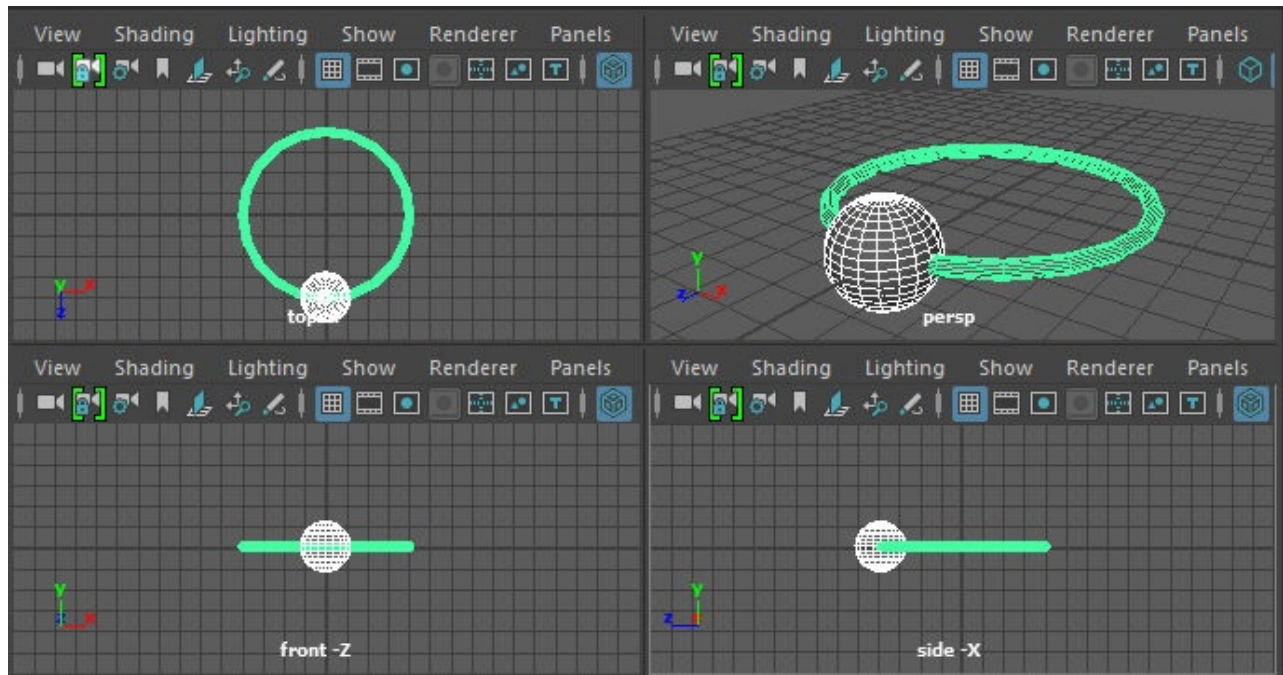 View Shading Lighting Show Renderer Panels
View Shading Lighting Show Renderer Panels
T
T
y x
z
top
y
z x
persp
View Shading Lighting Show Renderer Panels
View Shading Lighting Show Renderer Panels
T
T
y
z x
front -Z
y
z x
side -X